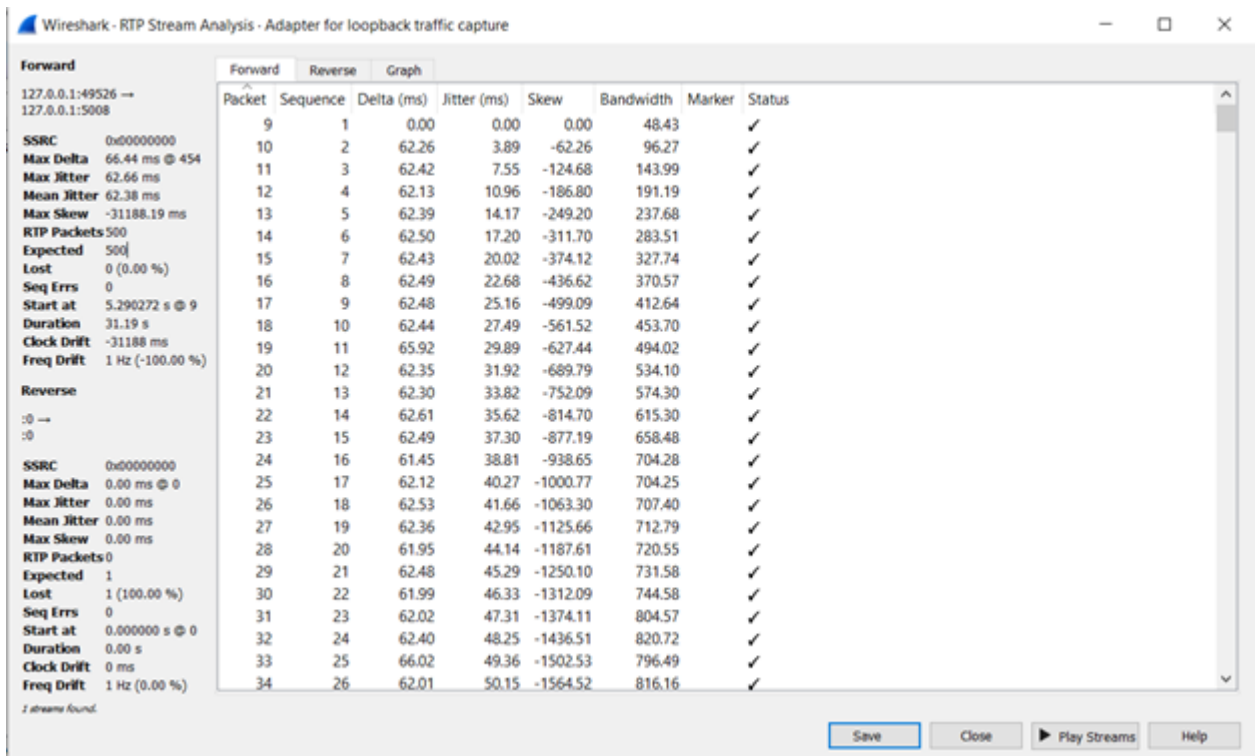 Wireshark - RTP Stream Analysis - Adapter for loopback traffic capture
Forward
127.0.0.1:49526 →
127.0.0.1:5008
SSRC 0x00000000
Max Delta 66.44 ms @ 454
Max Jitter 62.66 ms
Mean Jitter 62.38 ms
Max Skew -31188.19 ms
RTP Packets 500
Expected 500
Lost 0 (0.00 %)
Seq Errs 0
Start at 5.290272 s @ 9
Duration 31.19 s
Clock Drift -31188 ms
Freq Drift 1 Hz (-100.00 %)
Reverse
:0 →
:0
SSRC 0x00000000
Max Delta 0.00 ms @ 0
Max Jitter 0.00 ms
Mean Jitter 0.00 ms
Max Skew 0.00 ms
RTP Packets 0
Expected 1
Lost 1 (100.00 %)
Seq Errs 0
Start at 0.000000 s @ 0
Duration 0.00 s
Clock Drift 0 ms
Freq Drift 1 Hz (0.00 %)
1 streams found.
Forward Reverse Graph
Packet Sequence Delta (ms) Jitter (ms) Skew Bandwidth Marker Status
9 1 0.00 0.00 0.00 48.43 ✓
10 2 62.26 3.89 -62.26 96.27 ✓
11 3 62.42 7.55 -124.68 143.99 ✓
12 4 62.13 10.96 -186.80 191.19 ✓
13 5 62.39 14.17 -249.20 237.68 ✓
14 6 62.50 17.20 -311.70 283.51 ✓
15 7 62.43 20.02 -374.12 327.74 ✓
16 8 62.49 22.68 -436.62 370.57 ✓
17 9 62.48 25.16 -499.09 412.64 ✓
18 10 62.44 27.49 -561.52 453.70 ✓
19 11 65.92 29.89 -627.44 494.02 ✓
20 12 62.35 31.92 -689.79 534.10 ✓
21 13 62.30 33.82 -752.09 574.30 ✓
22 14 62.61 35.62 -814.70 615.30 ✓
23 15 62.49 37.30 -877.19 658.48 ✓
24 16 61.45 38.81 -938.65 704.28 ✓
25 17 62.12 40.27 -1000.77 704.25 ✓
26 18 62.53 41.66 -1063.30 707.40 ✓
27 19 62.36 42.95 -1125.66 712.79 ✓
28 20 61.95 44.14 -1187.61 720.55 ✓
29 21 62.48 45.29 -1250.10 731.58 ✓
30 22 61.99 46.33 -1312.09 744.58 ✓
31 23 62.02 47.31 -1374.11 804.57 ✓
32 24 62.40 48.25 -1436.51 820.72 ✓
33 25 66.02 49.36 -1502.53 796.49 ✓
34 26 62.01 50.15 -1564.52 816.16 ✓
Save Close Play Streams Help